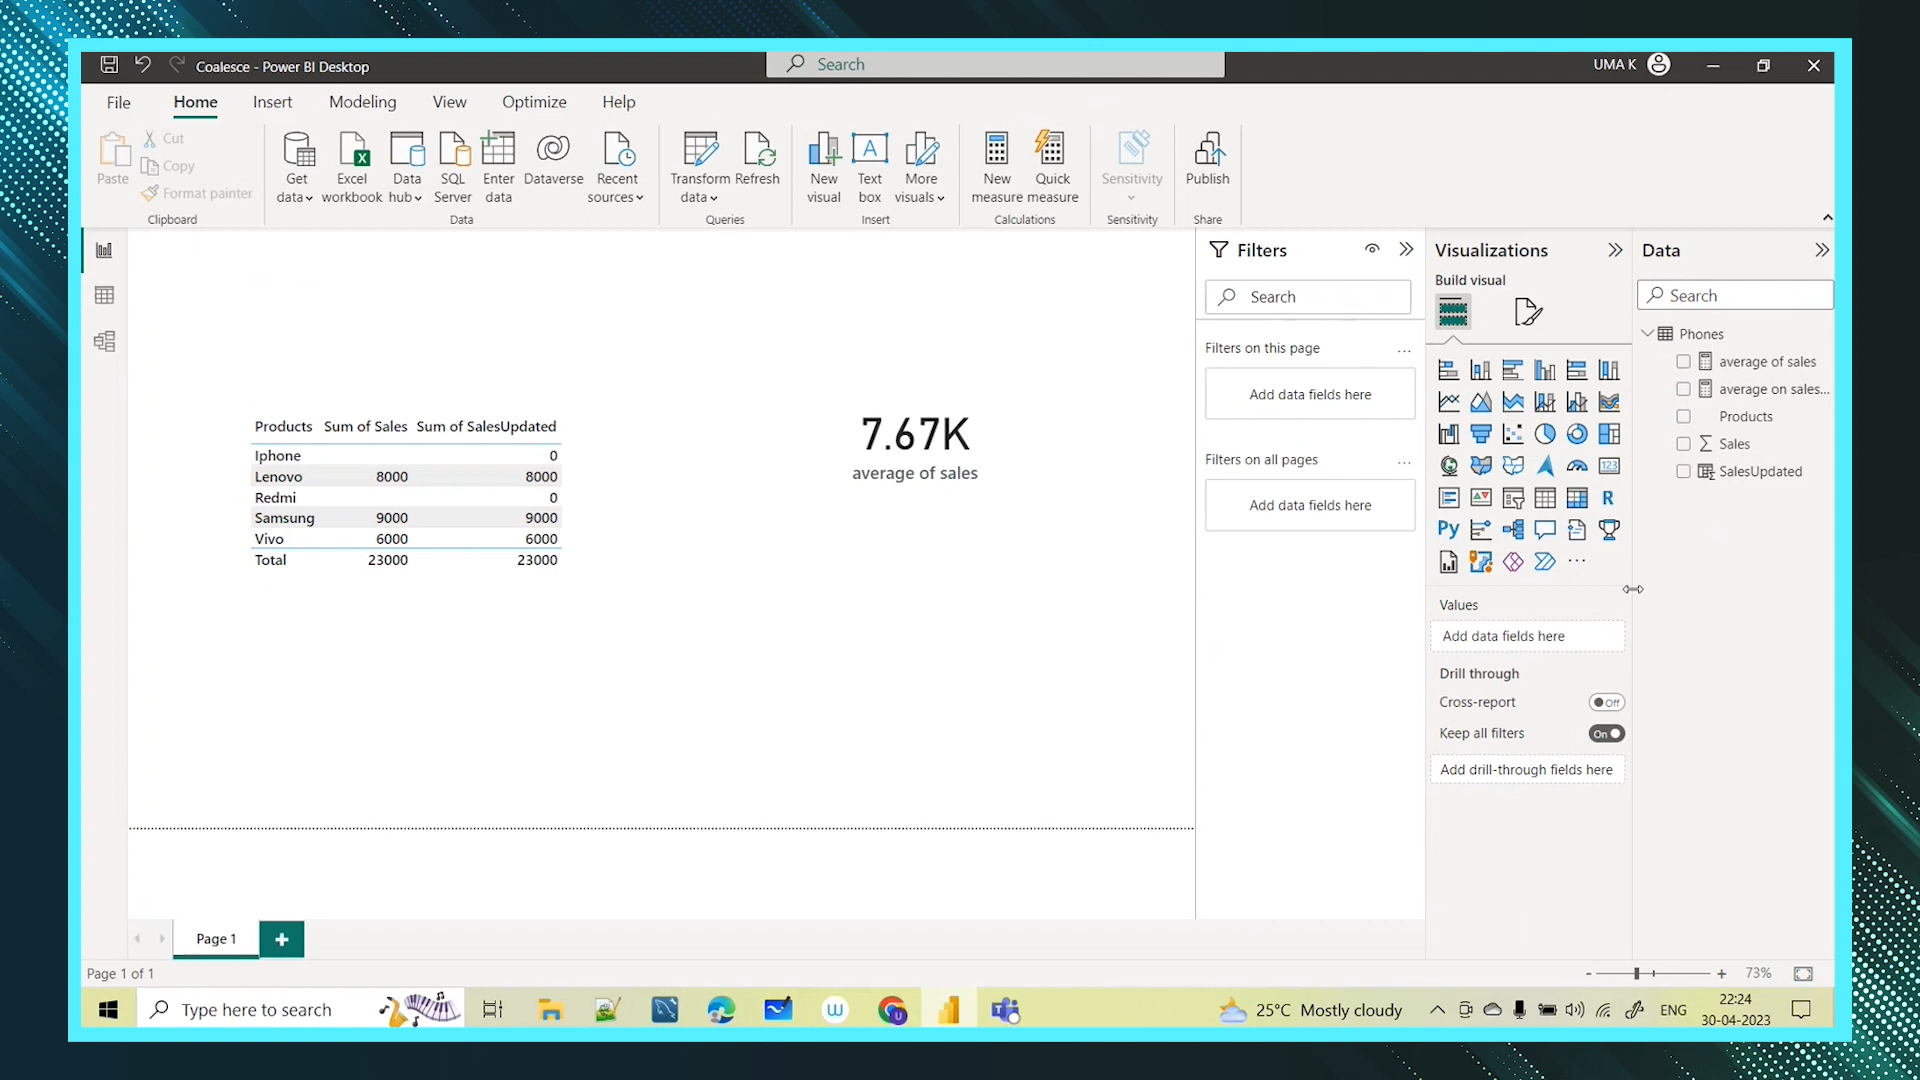 Coalesce - Power BI Desktop
Search
UMA K
File Home Insert Modeling View Optimize Help
Paste
Cut
Copy
Format painter
Clipboard
Get data
Excel workbook
Data hub
SQL Server
Enter data
Dataverse
Recent sources
Data
Transform data
Refresh
Queries
New visual
Text box
More visuals
Insert
New measure
Quick measure
Calculations
Sensitivity
Sensitivity
Publish
Share
Products Sum of Sales Sum of SalesUpdated
Iphone 0
Lenovo 8000 8000
Redmi 0
Samsung 9000 9000
Vivo 6000 6000
Total 23000 23000
7.67K
average of sales
Filters
Search
Filters on this page ...
Add data fields here
Filters on all pages ...
Add data fields here
Visualizations
Build visual
123
R
Py
...
Values
Add data fields here
Drill through
Cross-report Off
Keep all filters On
Add drill-through fields here
Data
Search
Phones
average of sales
average on sales...
Products
Sales
SalesUpdated
Page 1
Page 1 of 1
- + 73%
Type here to search
25°C Mostly cloudy
ENG
22:24
30-04-2023